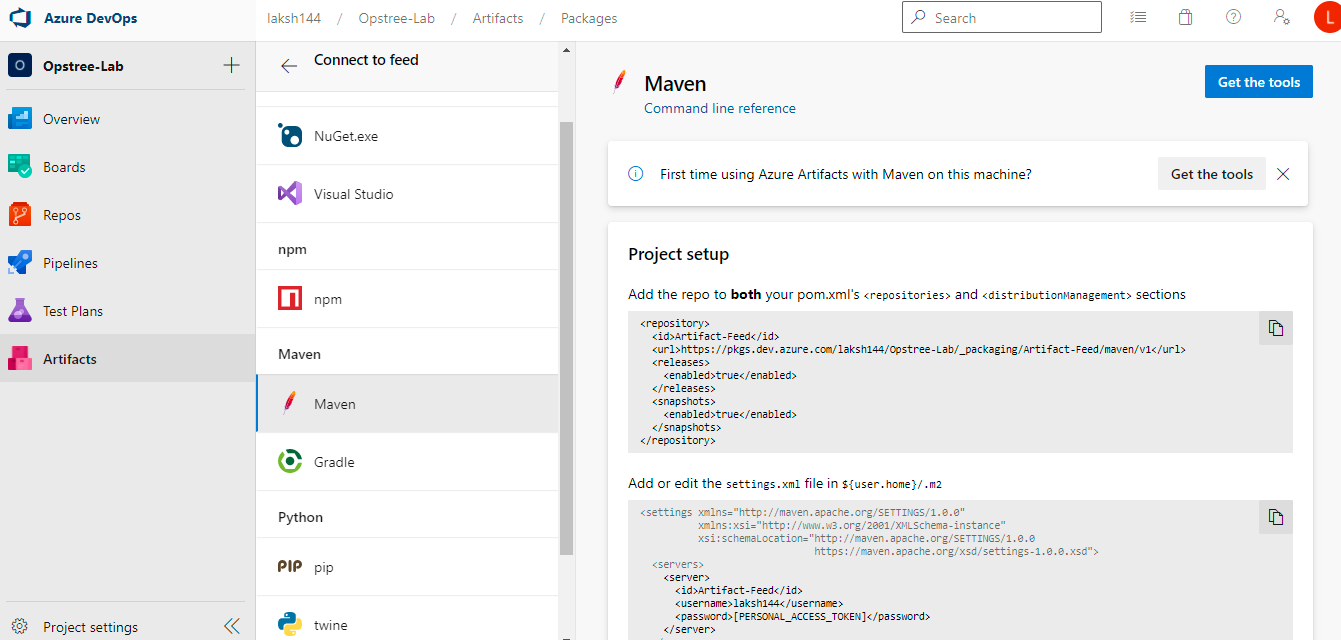 Azure DevOps
laksh144 / Opstree-Lab / Artifacts / Packages
Search
L
O Opstree-Lab
Overview
Boards
Repos
Pipelines
Test Plans
Artifacts
Project settings
Connect to feed
NuGet.exe
Visual Studio
npm
npm
Maven
Maven
Gradle
Python
PIP pip
twine
Maven
Get the tools
Command line reference
First time using Azure Artifacts with Maven on this machine?
Get the tools
Project setup
Add the repo to both your pom.xml's <repositories> and <distributionManagement> sections
<repository>
<id>Artifact-Feed</id>
<url>https://pkgs.dev.azure.com/laksh144/Opstree-Lab/_packaging/Artifact-Feed/maven/v1</url>
<releases>
<enabled>true</enabled>
</releases>
<snapshots>
<enabled>true</enabled>
</snapshots>
</repository>
Add or edit the settings.xml file in ${user.home}/.m2
<settings xmlns="http://maven.apache.org/SETTINGS/1.0.0"
xmlns:xsi="http://www.w3.org/2001/XMLSchema-instance"
xsi:schemaLocation="http://maven.apache.org/SETTINGS/1.0.0
https://maven.apache.org/xsd/settings-1.0.0.xsd">
<servers>
<server>
<id>Artifact-Feed</id>
<username>laksh144</username>
<password>[PERSONAL_ACCESS_TOKEN]</password>
</server>